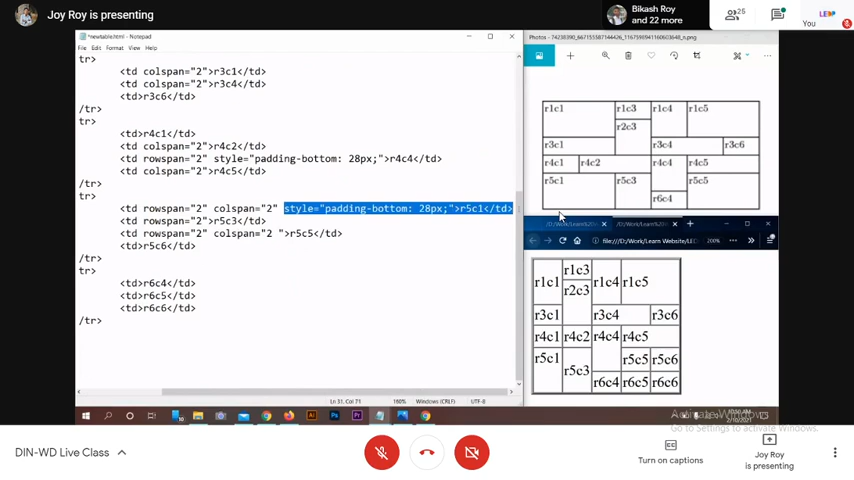 Joy Roy is presenting
Bikash Roy
and 22 more
25
LEDP
You
*newtable.html - Notepad
File Edit Format View Help
tr>
<td colspan="2">r3c1</td>
<td colspan="2">r3c4</td>
<td>r3c6</td>
/tr>
tr>
<td>r4c1</td>
<td>r4c2</td>
<td rowspan="2" style="padding-bottom: 28px;">r4c4</td>
<td>r4c5</td>
/tr>
tr>
<td rowspan="2" colspan="2" style="padding-bottom: 28px;">r5c1</td>
<td rowspan="2">r5c3</td>
<td rowspan="2" colspan="2 ">r5c5</td>
<td>r5c6</td>
/tr>
tr>
<td>r6c4</td>
<td>r6c5</td>
<td>r6c6</td>
/tr>
Ln 31, Col 71 160% Windows (CRLF) UTF-8
r1c1 r1c3 r1c4 r1c5
r2c3
r3c1 r3c4 r3c6
r4c1 r4c2 r4c4 r4c5
r5c1 r5c3
r6c4
200%
r1c1 r1c3 r1c4 r1c5
r2c3
r3c1 r3c4 r3c6
r4c1 r4c2 r4c4 r4c5
r5c1 r5c3 r5c5 r5c6
r6c4 r6c5 r6c6
Activate Windows
Go to Settings to activate Windows.
2/10/2021
DIN-WD Live Class
Turn on captions
Joy Roy
is presenting